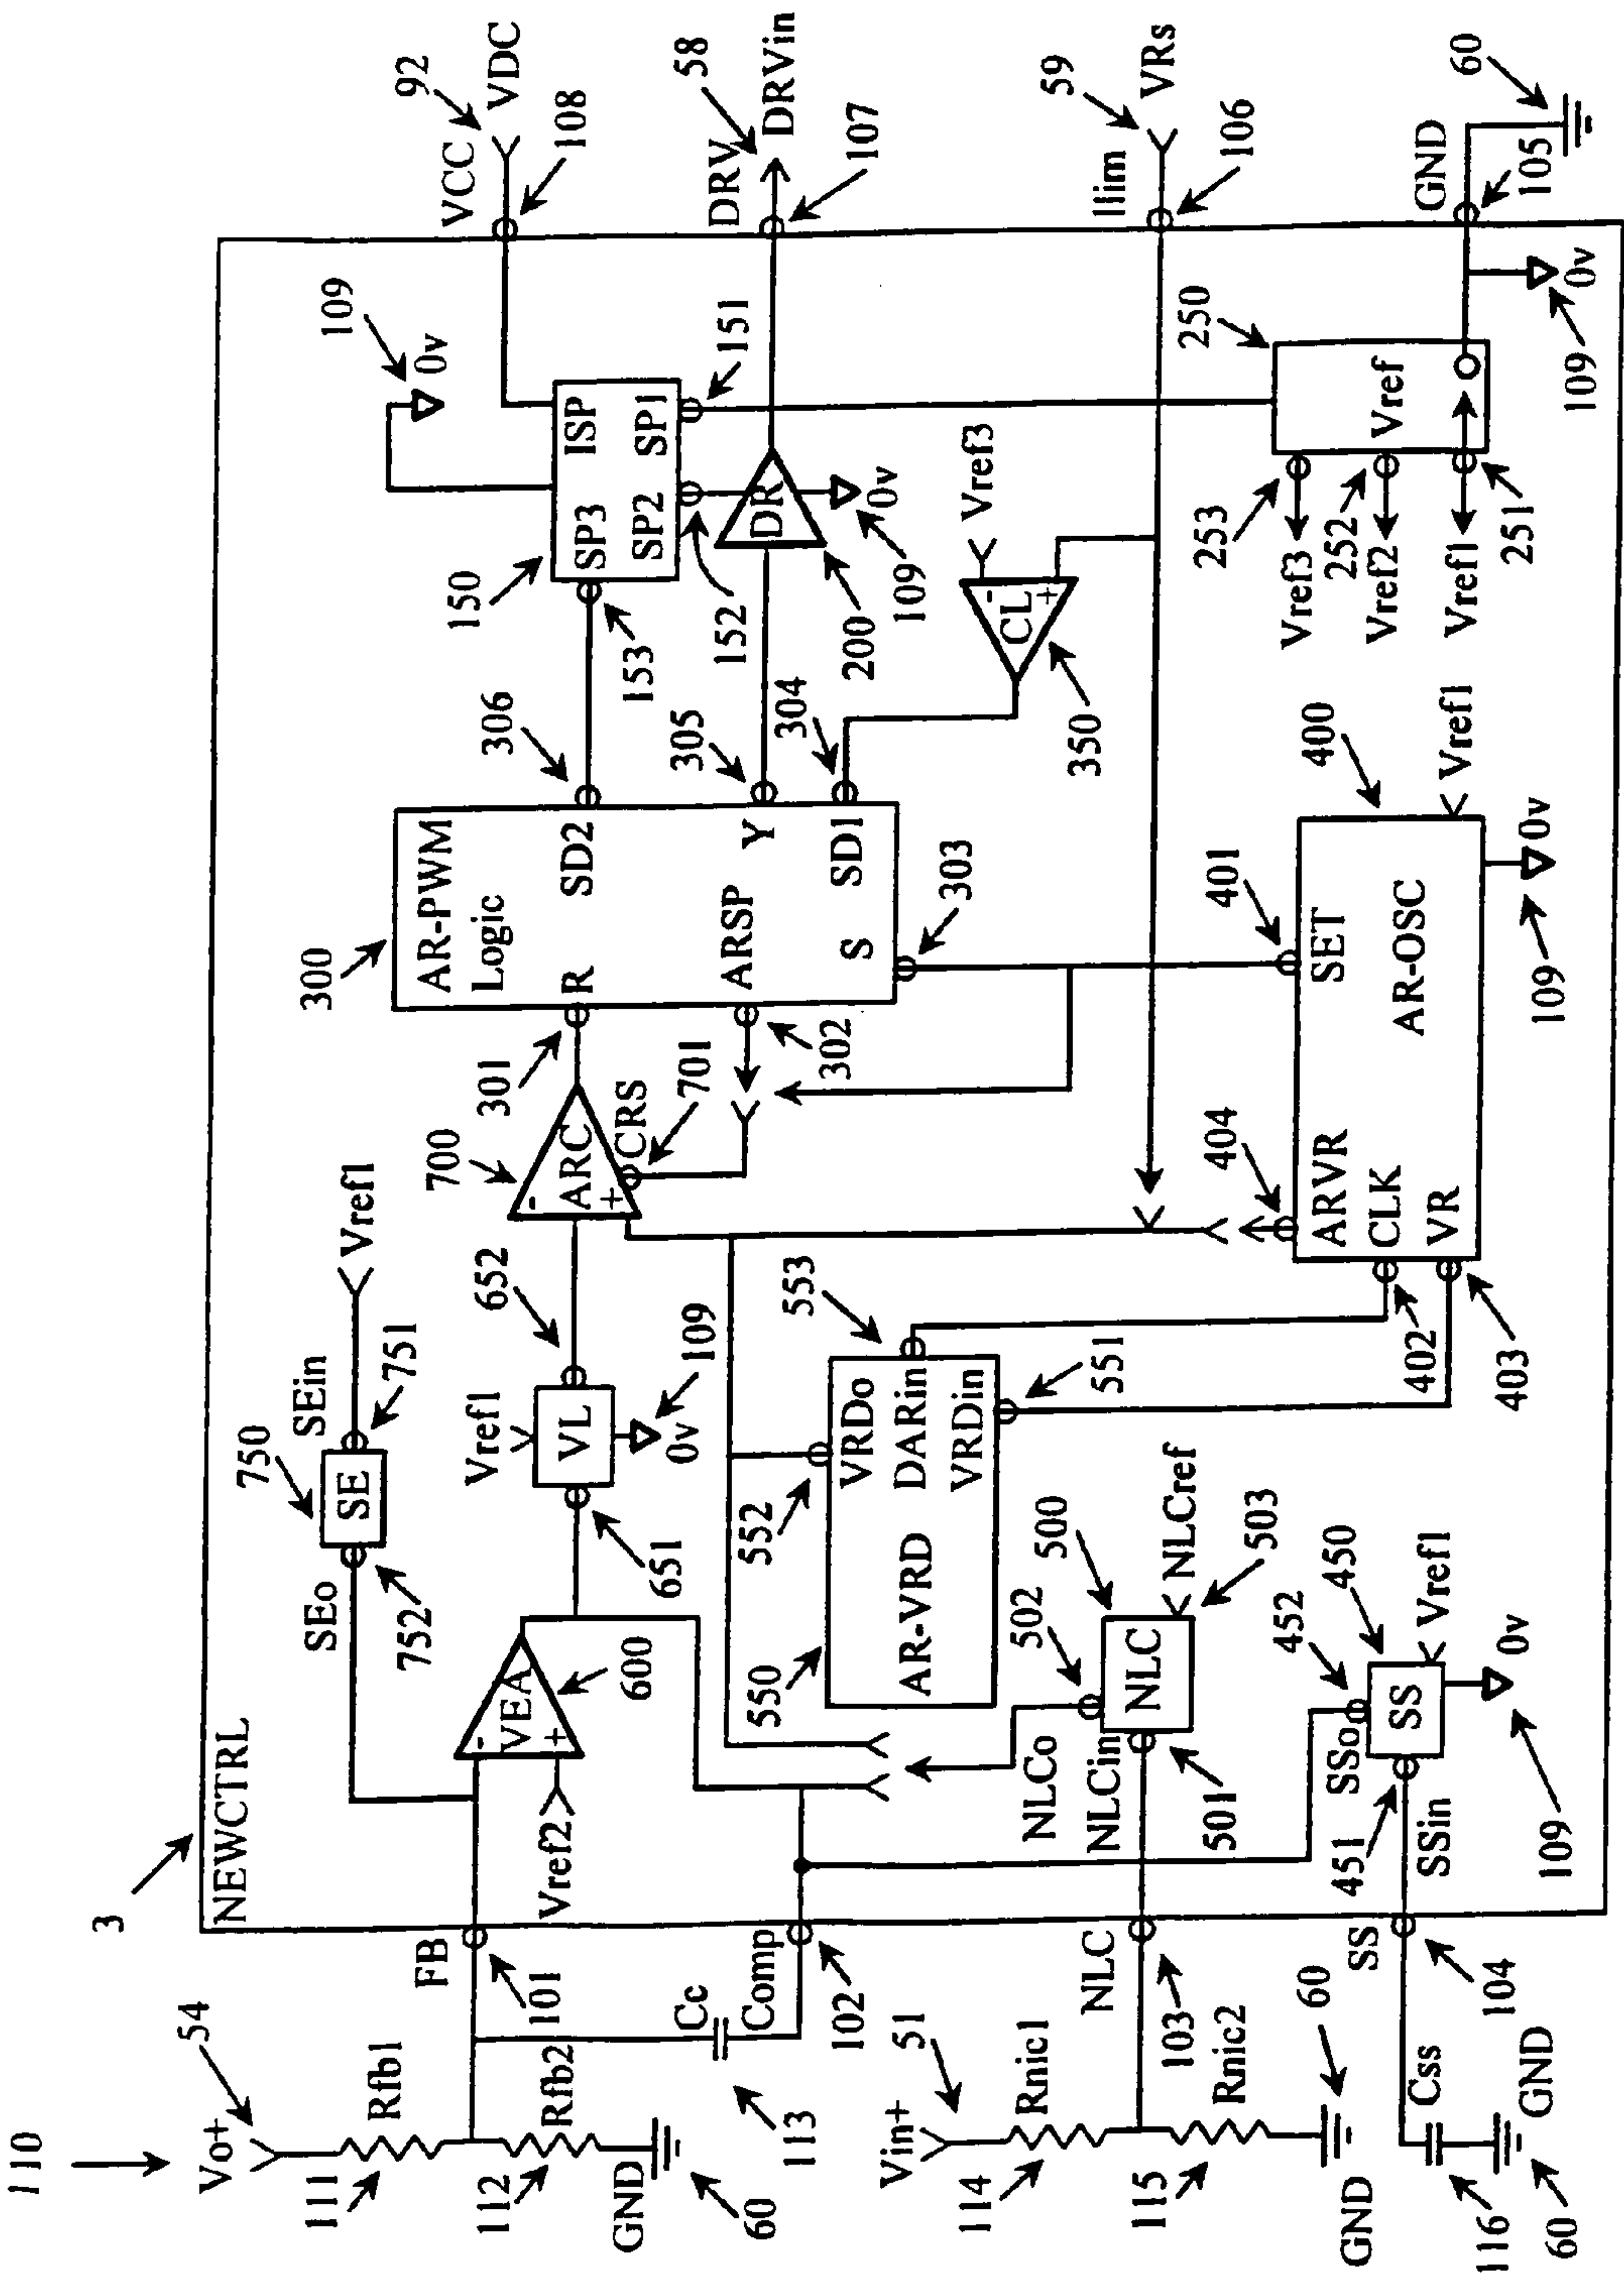 110
3
NEWCTRL
Vo+
54
111
Rfb1
112
Rfb2
GND
60
FB
101
Cc
113
Comp
102
Vin+
51
114
Rnic1
115
Rnic2
GND
60
NLC
103
SS
104
Css
116
GND
60
SEo
752
750
SE
SEin
751
Vref1
-
VEA
+
600
Vref2
651
Vref1
VL
652
0v
109
700
-
ARC
+
CRS
701
301
300
AR-PWM
Logic
R
SD2
ARSP
Y
S
SD1
302
303
304
305
306
150
SP3
ISP
SP2
SP1
153
152
151
109
0v
DR
200
0v
109
VCC
92
VDC
108
DRV
58
DRVin
107
-
CL
+
350
Vref3
Ilim
59
VRs
106
GND
60
105
0v
109
250
Vref
253
252
251
Vref3
Vref2
Vref1
550
AR-VRD
VRDo
DARin
VRDin
552
553
551
404
ARVR
CLK
VR
402
403
SET
401
AR-OSC
400
Vref1
0v
109
NLCo
502
500
NLC
NLCin
501
NLCref
503
SSo
452
450
SS
451
SSin
Vref1
0v
109